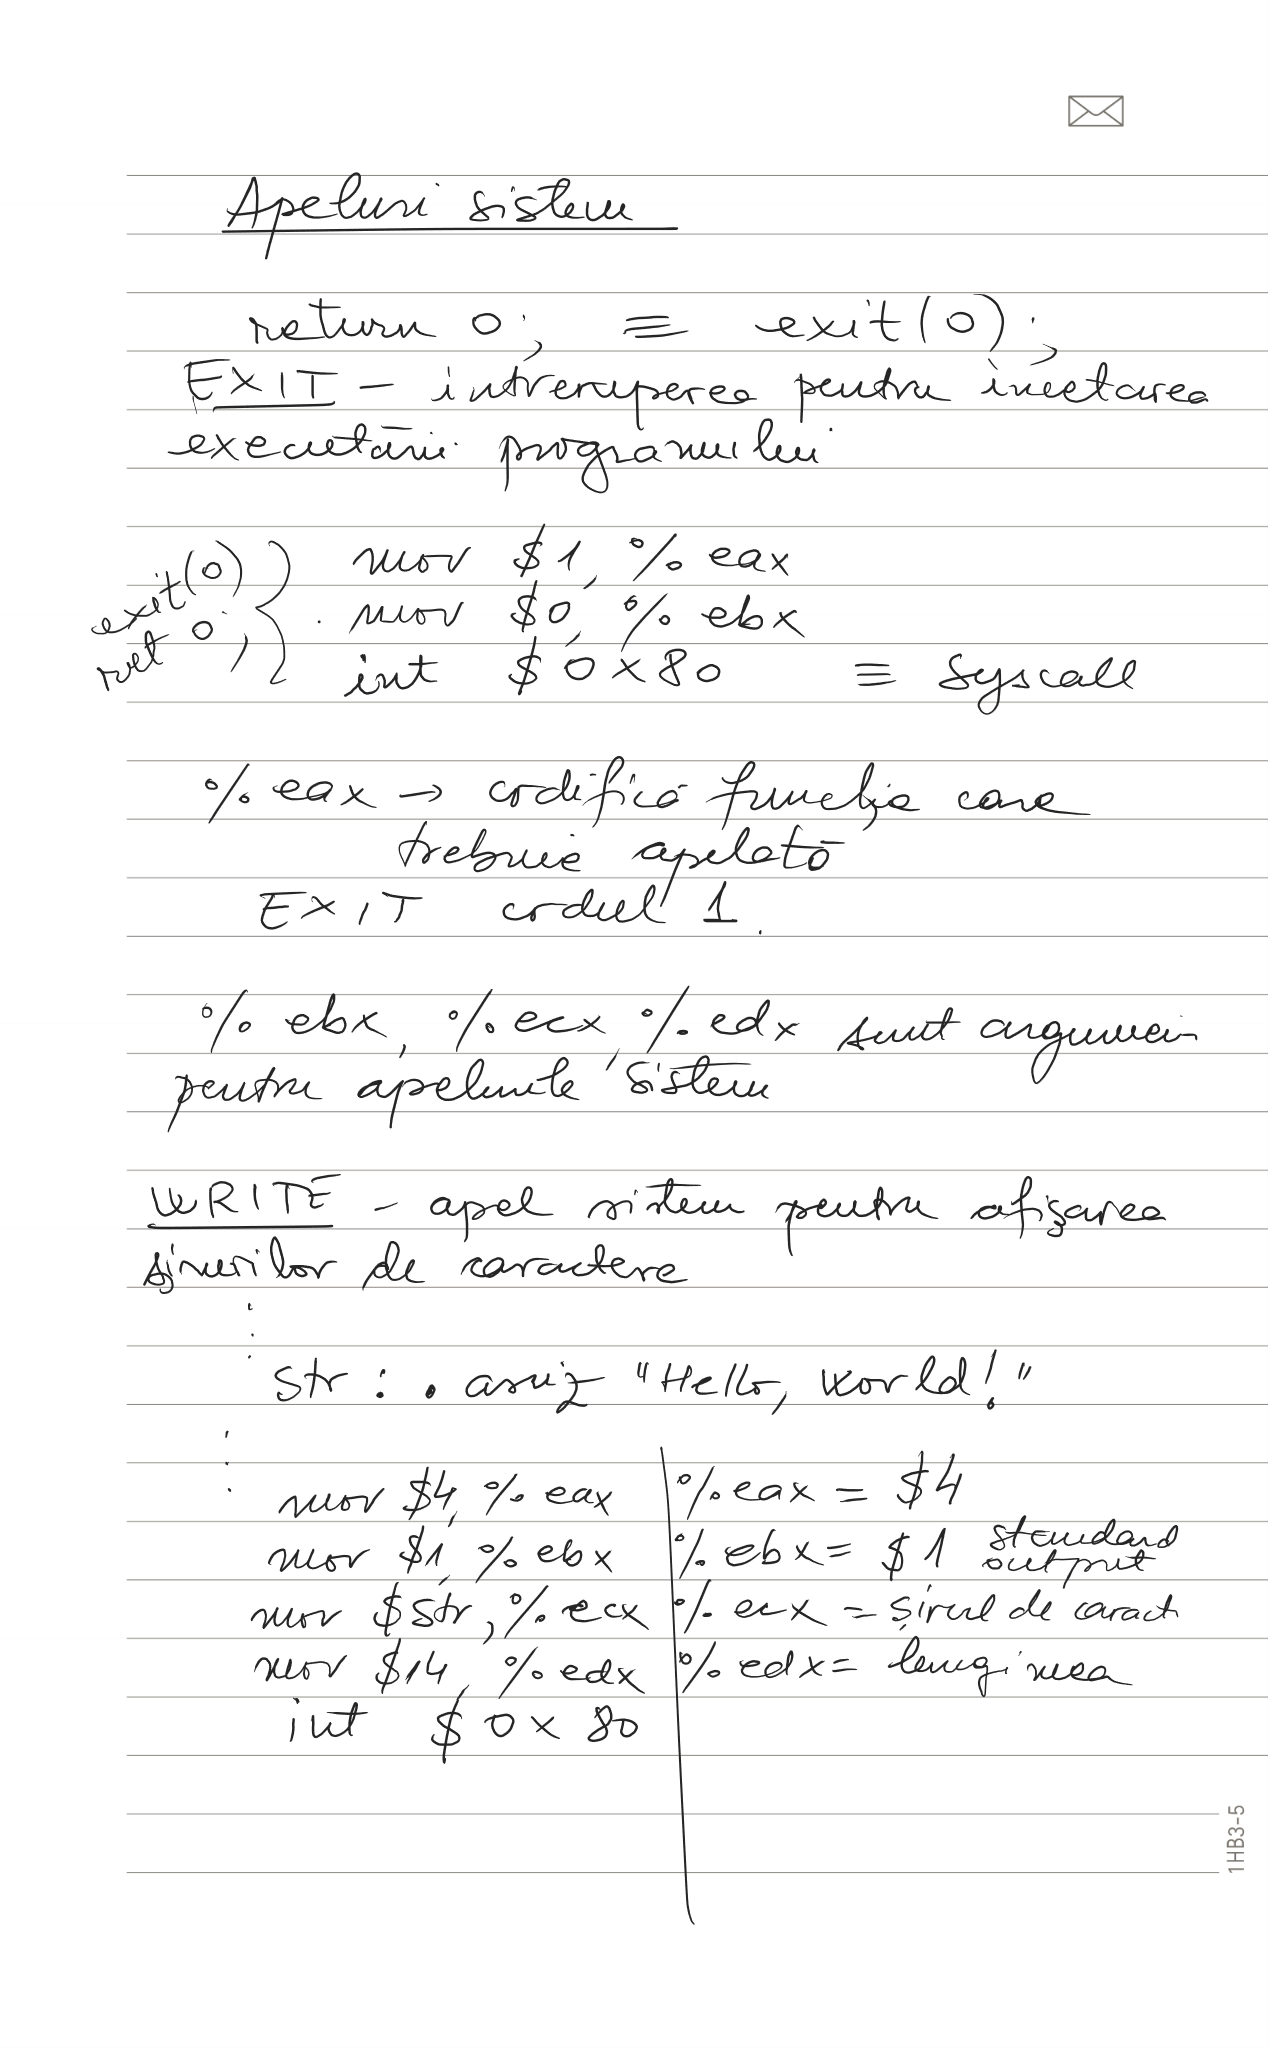 Apeluri sistem
return 0; ≡ exit(0);
EXIT – intreruperea pentru incetarea
executării programului
exit(0)
ret 0;
mov $1, %eax
mov $0, %ebx
int $0x80 ≡ Syscall
%eax → codifică funcția care
trebuie apelată
EXIT codul 1.
%ebx, %ecx, %edx sunt argumen
pentru apelurile sistem
WRITE – apel sistem pentru afișarea
șirurilor de caractere
str : .asciz "Hello, World!"
mov $4, %eax %eax = $4
mov $1, %ebx %ebx = $1 standard output
mov $str, %ecx %ecx = șirul de caract
mov $14, %edx %edx = lungimea
int $0x80
1HB3-5